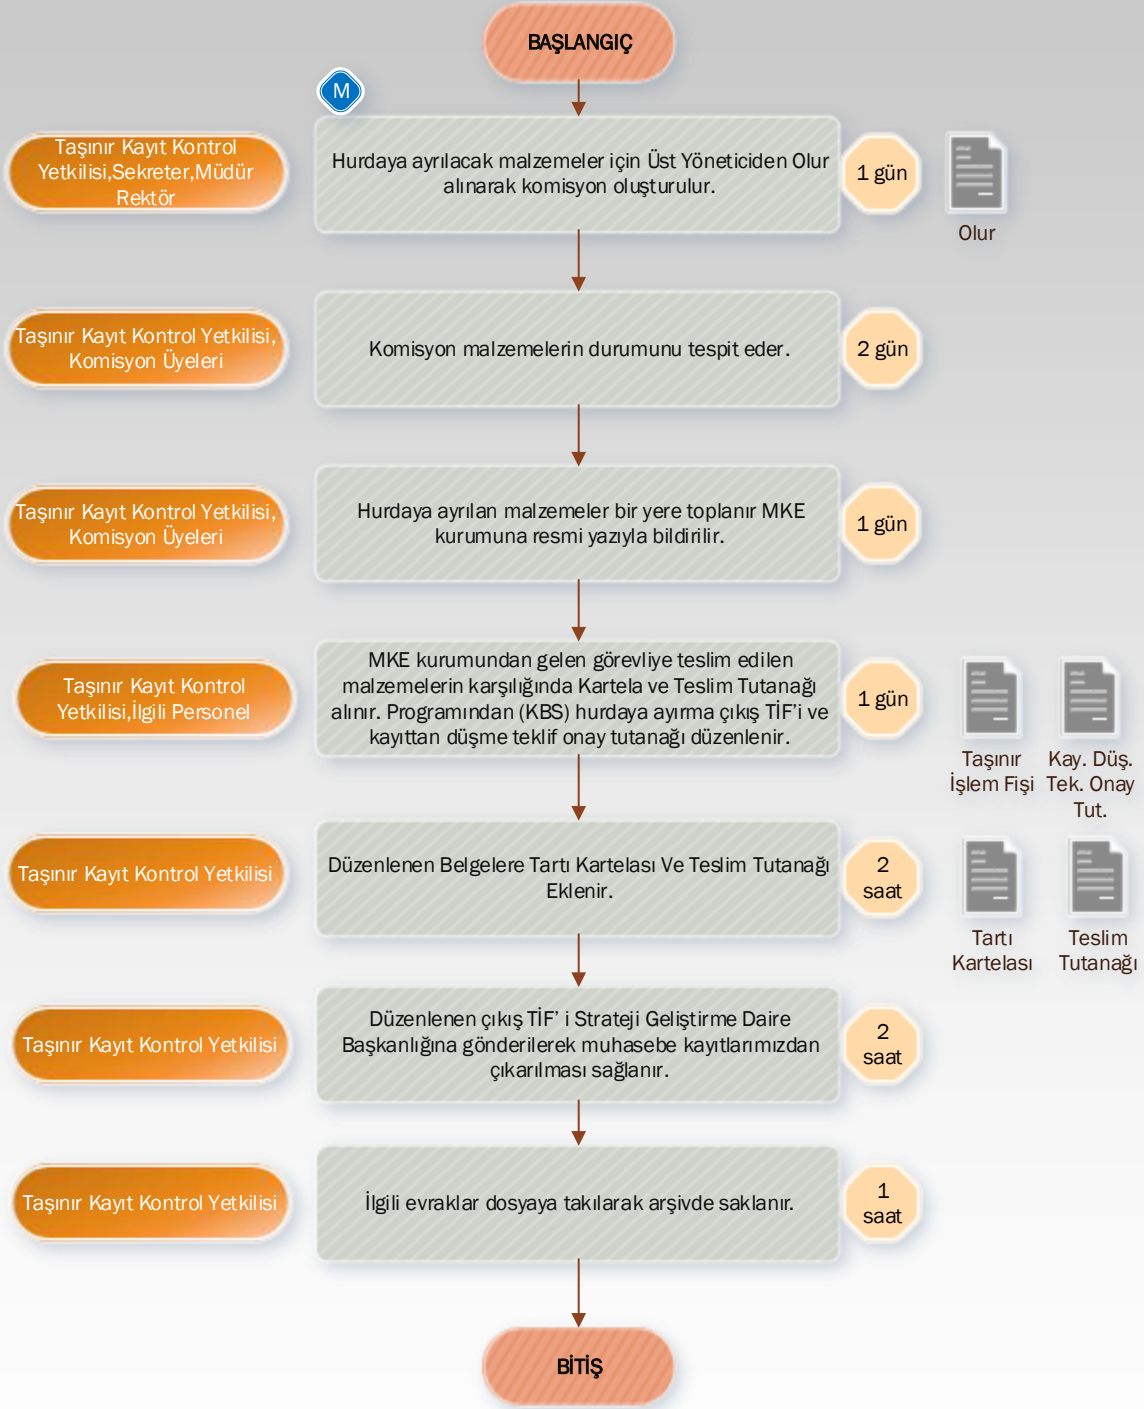 BAŞLANGIÇ
M
Taşınır Kayıt Kontrol
Yetkilisi,Sekreter,Müdür
Rektör
Hurdaya ayrılacak malzemeler için Üst Yöneticiden Olur
alınarak komisyon oluşturulur.
1 gün
Olur
Taşınır Kayıt Kontrol Yetkilisi,
Komisyon Üyeleri
Komisyon malzemelerin durumunu tespit eder.
2 gün
Taşınır Kayıt Kontrol Yetkilisi,
Komisyon Üyeleri
Hurdaya ayrılan malzemeler bir yere toplanır MKE
kurumuna resmi yazıyla bildirilir.
1 gün
Taşınır Kayıt Kontrol
Yetkilisi,İlgili Personel
MKE kurumundan gelen görevliye teslim edilen
malzemelerin karşılığında Kartela ve Teslim Tutanağı
alınır. Programından (KBS) hurdaya ayırma çıkış TİF’i ve
kayıttan düşme teklif onay tutanağı düzenlenir.
1 gün
Taşınır
İşlem Fişi
Kay. Düş.
Tek. Onay
Tut.
Taşınır Kayıt Kontrol Yetkilisi
Düzenlenen Belgelere Tartı Kartelası Ve Teslim Tutanağı
Eklenir.
2
saat
Tartı
Kartelası
Teslim
Tutanağı
Taşınır Kayıt Kontrol Yetkilisi
Düzenlenen çıkış TİF’ i Strateji Geliştirme Daire
Başkanlığına gönderilerek muhasebe kayıtlarımızdan
çıkarılması sağlanır.
2
saat
Taşınır Kayıt Kontrol Yetkilisi
İlgili evraklar dosyaya takılarak arşivde saklanır.
1
saat
BİTİŞ